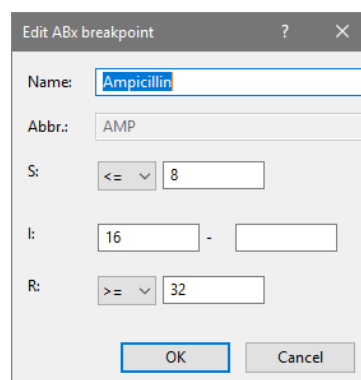 Edit ABx breakpoint ? ×
Name: Ampicillin
Abbr.: AMP
S: <= 8
I: 16 -
R: >= 32
OK Cancel